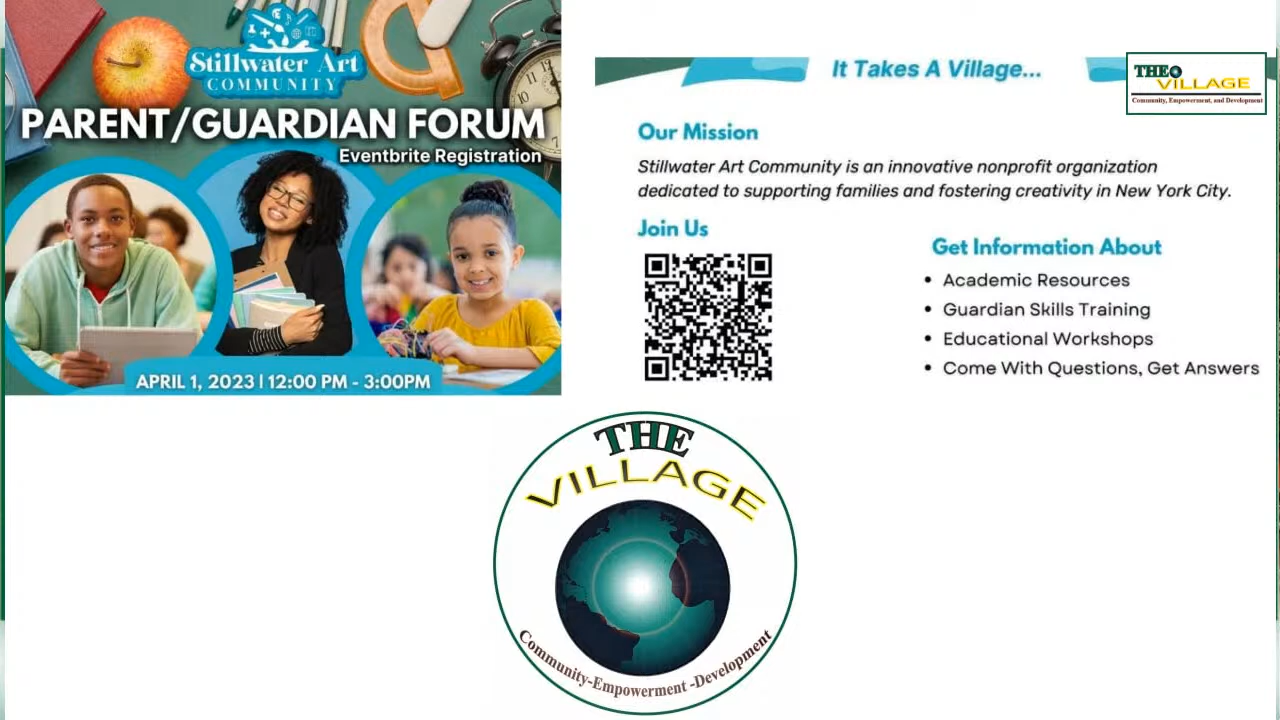 Stillwater Art
COMMUNITY
PARENT/GUARDIAN FORUM
Eventbrite Registration
APRIL 1, 2023 | 12:00 PM - 3:00PM
It Takes A Village...
THE
VILLAGE
Community, Empowerment, and Development
Our Mission
Stillwater Art Community is an innovative nonprofit organization
dedicated to supporting families and fostering creativity in New York City.
Join Us
Get Information About
• Academic Resources
• Guardian Skills Training
• Educational Workshops
• Come With Questions, Get Answers
THE
VILLAGE
Community-Empowerment -Development